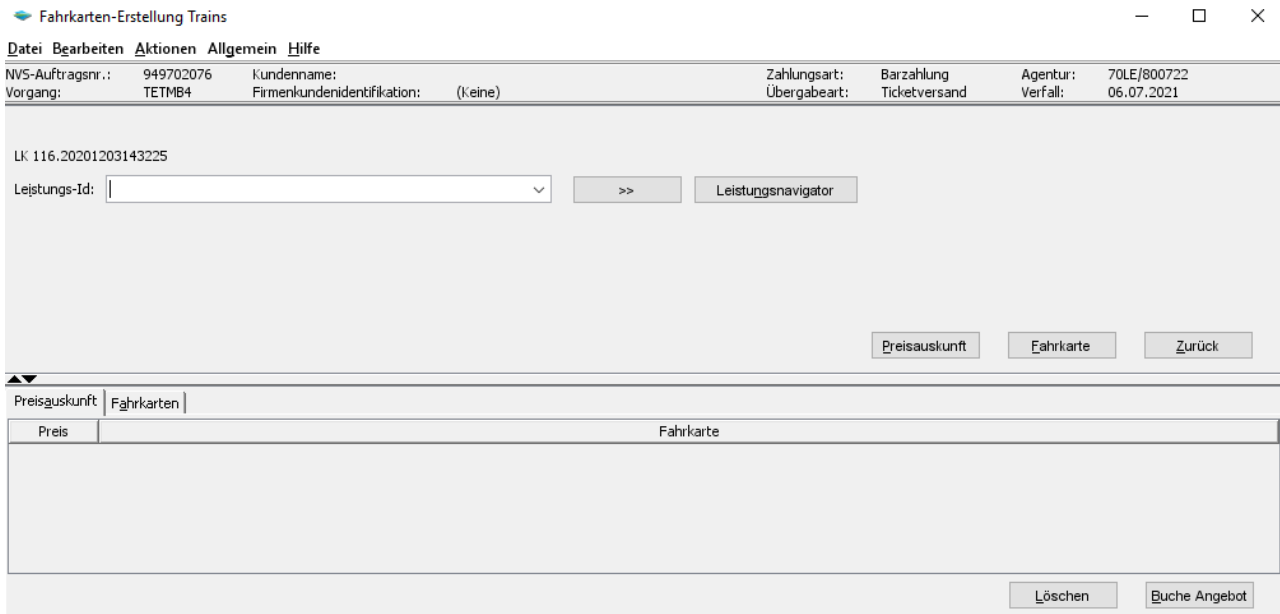 Fahrkarten-Erstellung Trains
Datei Bearbeiten Aktionen Allgemein Hilfe
NVS-Auftragsnr.: 949702076 Kundenname: Zahlungsart: Barzahlung Agentur: 70LE/800722
Vorgang: TETMB4 Firmenkundenidentifikation: (Keine) Übergabeart: Ticketversand Verfall: 06.07.2021
LK 116.20201203143225
Leistungs-Id: >> Leistungsnavigator
Preisauskunft Fahrkarte Zurück
Preisauskunft Fahrkarten
Preis Fahrkarte
Löschen Buche Angebot